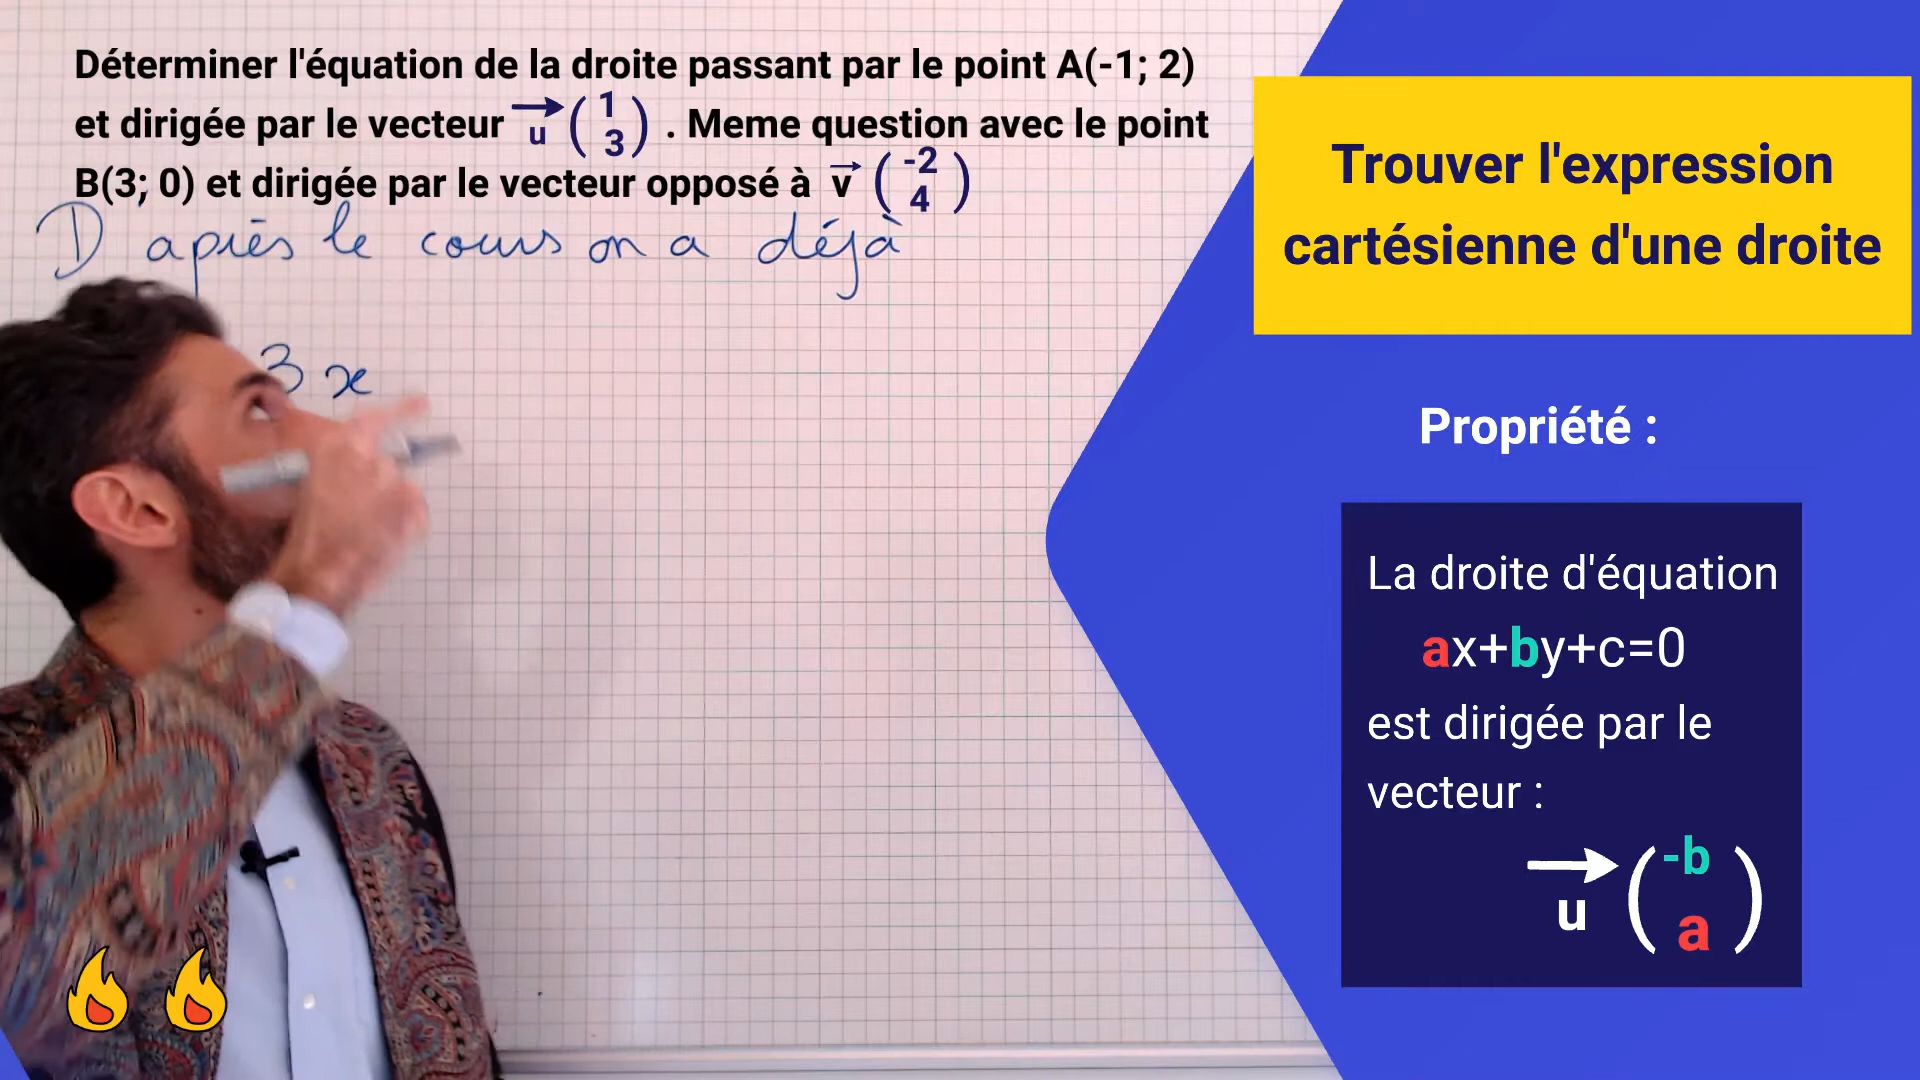 Déterminer l'équation de la droite passant par le point A(-1; 2)
et dirigée par le vecteur u (1 3) . Meme question avec le point
B(3; 0) et dirigée par le vecteur opposé à v (-2 4)
D après le cours on a déjà
3x
Trouver l'expression
cartésienne d'une droite
Propriété :
La droite d'équation
ax+by+c=0
est dirigée par le
vecteur :
u (-b a)